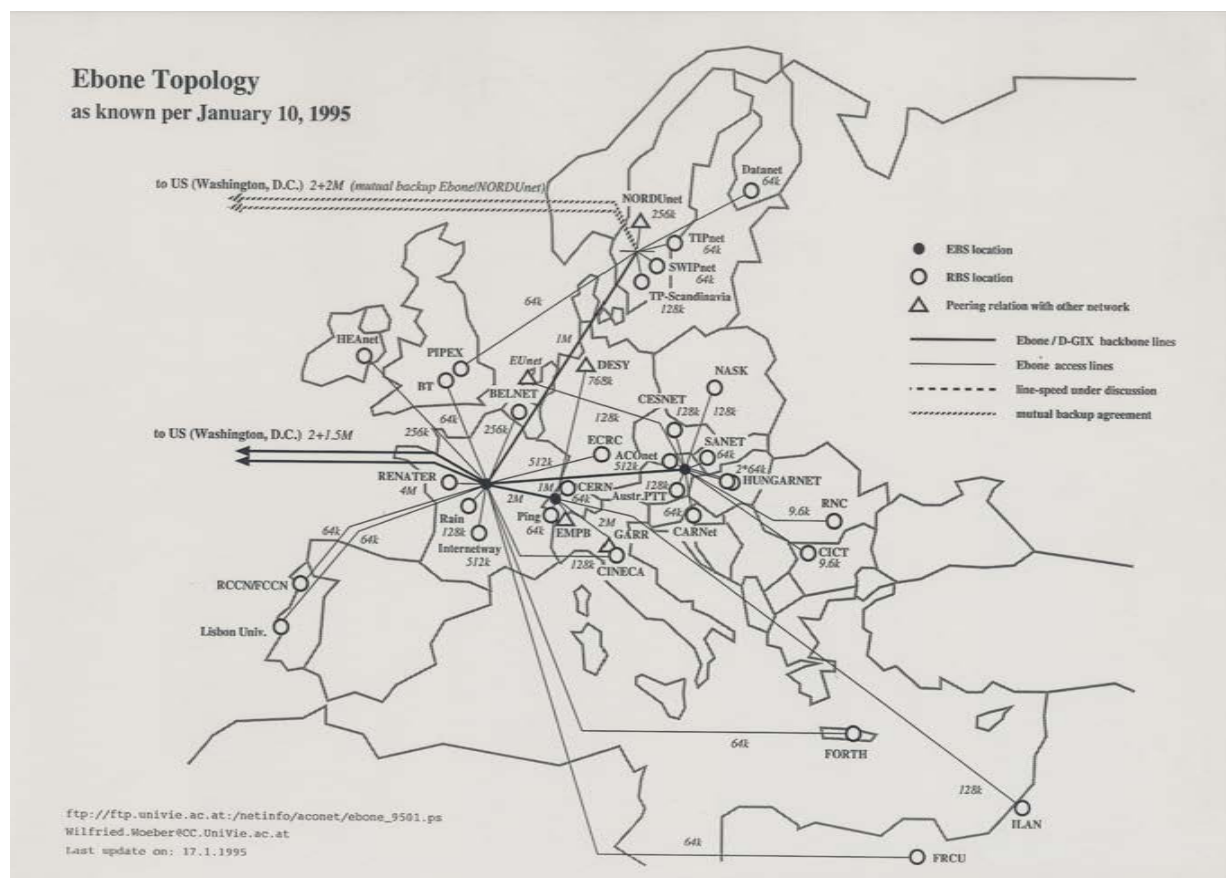 Ebone Topology
as known per January 10, 1995
to US (Washington, D.C.) 2+2M (mutual backup Ebone/NORDUnet)
Datanet
64k
NORDUnet
256k
TIPnet
64k
SWIPnet
64k
TP-Scandinavia
128k
EBS location
RBS location
Peering relation with other network
Ebone / D-GIX backbone lines
Ebone access lines
line-speed under discussion
mutual backup agreement
64k
1M
HEAnet
PIPEX
BT
EUnet
DESY
768k
NASK
BELNET
CESNET
128k
128k
128k
64k
256k
256k
to US (Washington, D.C.) 2+1.5M
ECRC
512k
ACOnet
512k
SANET
64k
RENATER
4M
2M
1M
CERN
64k
Austr.PTT
128k
2*64k
HUNGARNET
Rain
128k
Ping
64k
EMPB
2M
GARR
64k
CARNet
9.6k
RNC
Internetway
512k
128k
CINECA
CICT
9.6k
64k
64k
RCCN/FCCN
Lisbon Univ.
64k
FORTH
128k
ILAN
64k
FRCU
ftp://ftp.univie.ac.at:/netinfo/aconet/ebone_9501.ps
Wilfried.Woeber@CC.UniVie.ac.at
Last update on: 17.1.1995